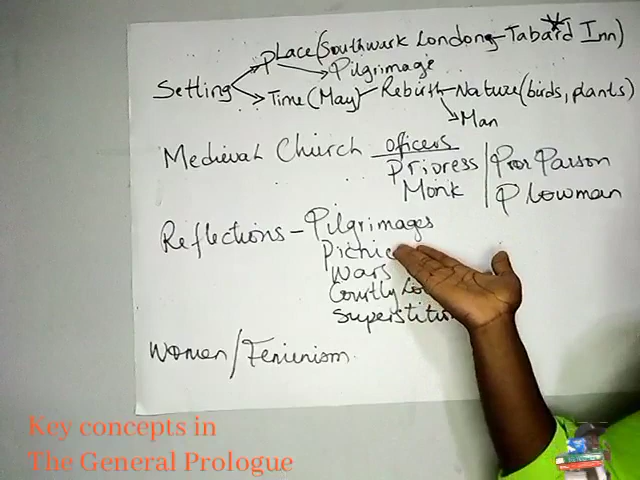 Place (Southwark London - Tabard Inn)
Pilgrimage
Setting
Time (May) - Rebirth - Nature (birds, plants)
Man
Medieval Church officers
Prioress / Poor Parson
Monk Plowman
Reflections - Pilgrimages
Wars
Courtly
Women / Feminism
Key concepts in
The General Prologue